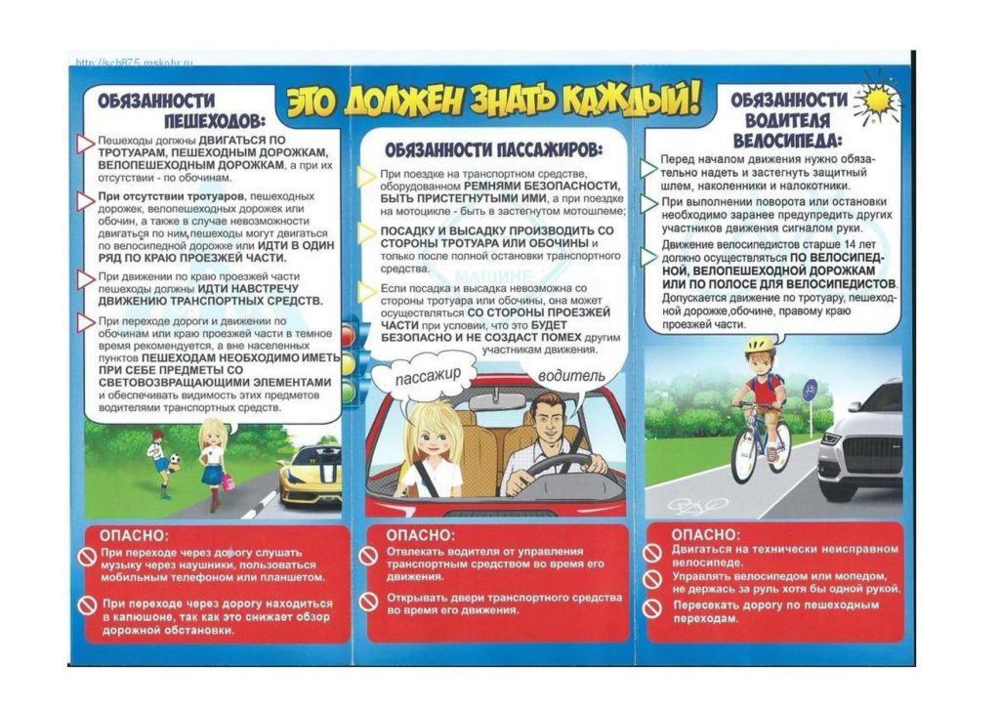 http://sch875.mskobr.ru
ЭТО ДОЛЖЕН ЗНАТЬ КАЖДЫЙ!
ОБЯЗАННОСТИ
ПЕШЕХОДОВ:
Пешеходы должны ДВИГАТЬСЯ ПО
ТРОТУАРАМ, ПЕШЕХОДНЫМ ДОРОЖКАМ,
ВЕЛОПЕШЕХОДНЫМ ДОРОЖКАМ, а при их
отсутствии - по обочинам.
При отсутствии тротуаров, пешеходных
дорожек, велопешеходных дорожек или
обочин, а также в случае невозможности
двигаться по ним, пешеходы могут двигаться
по велосипедной дорожке или ИДТИ В ОДИН
РЯД ПО КРАЮ ПРОЕЗЖЕЙ ЧАСТИ.
При движении по краю проезжей части
пешеходы должны ИДТИ НАВСТРЕЧУ
ДВИЖЕНИЮ ТРАНСПОРТНЫХ СРЕДСТВ.
При переходе дороги и движении по
обочинам или краю проезжей части в темное
время рекомендуется, а вне населенных
пунктов ПЕШЕХОДАМ НЕОБХОДИМО ИМЕТЬ
ПРИ СЕБЕ ПРЕДМЕТЫ СО
СВЕТОВОЗВРАЩАЮЩИМИ ЭЛЕМЕНТАМИ
и обеспечивать видимость этих предметов
водителями транспортных средств.
ОПАСНО:
При переходе через дорогу слушать
музыку через наушники, пользоваться
мобильным телефоном или планшетом.
При переходе через дорогу находиться
в капюшоне, так как это снижает обзор
дорожной обстановки.
ОБЯЗАННОСТИ ПАССАЖИРОВ:
При поездке на транспортном средстве,
оборудованном РЕМНЯМИ БЕЗОПАСНОСТИ,
БЫТЬ ПРИСТЕГНУТЫМИ ИМИ, а при поездке
на мотоцикле - быть в застегнутом мотошлеме;
ПОСАДКУ И ВЫСАДКУ ПРОИЗВОДИТЬ СО
СТОРОНЫ ТРОТУАРА ИЛИ ОБОЧИНЫ и
только после полной остановки транспортного
средства.
МАШИНЕ
Если посадка и высадка невозможна со
стороны тротуара или обочины, она может
осуществляться СО СТОРОНЫ ПРОЕЗЖЕЙ
ЧАСТИ при условии, что это БУДЕТ
БЕЗОПАСНО И НЕ СОЗДАСТ ПОМЕХ другим
участникам движения.
пассажир
водитель
ОПАСНО:
Отвлекать водителя от управления
транспортным средством во время его
движения.
Открывать двери транспортного средства
во время его движения.
ОБЯЗАННОСТИ
ВОДИТЕЛЯ
ВЕЛОСИПЕДА:
Перед началом движения нужно обяза-
тельно надеть и застегнуть защитный
шлем, наколенники и налокотники.
При выполнении поворота или остановки
необходимо заранее предупредить других
участников движения сигналом руки.
Движение велосипедистов старше 14 лет
должно осуществляться ПО ВЕЛОСИПЕД-
НОЙ, ВЕЛОПЕШЕХОДНОЙ ДОРОЖКАМ
ИЛИ ПО ПОЛОСЕ ДЛЯ ВЕЛОСИПЕДИСТОВ.
Допускается движение по тротуару, пешеход-
ной дорожке,обочине, правому краю
проезжей части.
ОПАСНО:
Двигаться на технически неисправном
велосипеде.
Управлять велосипедом или мопедом,
не держась за руль хотя бы одной рукой.
Пересекать дорогу по пешеходным
переходам.